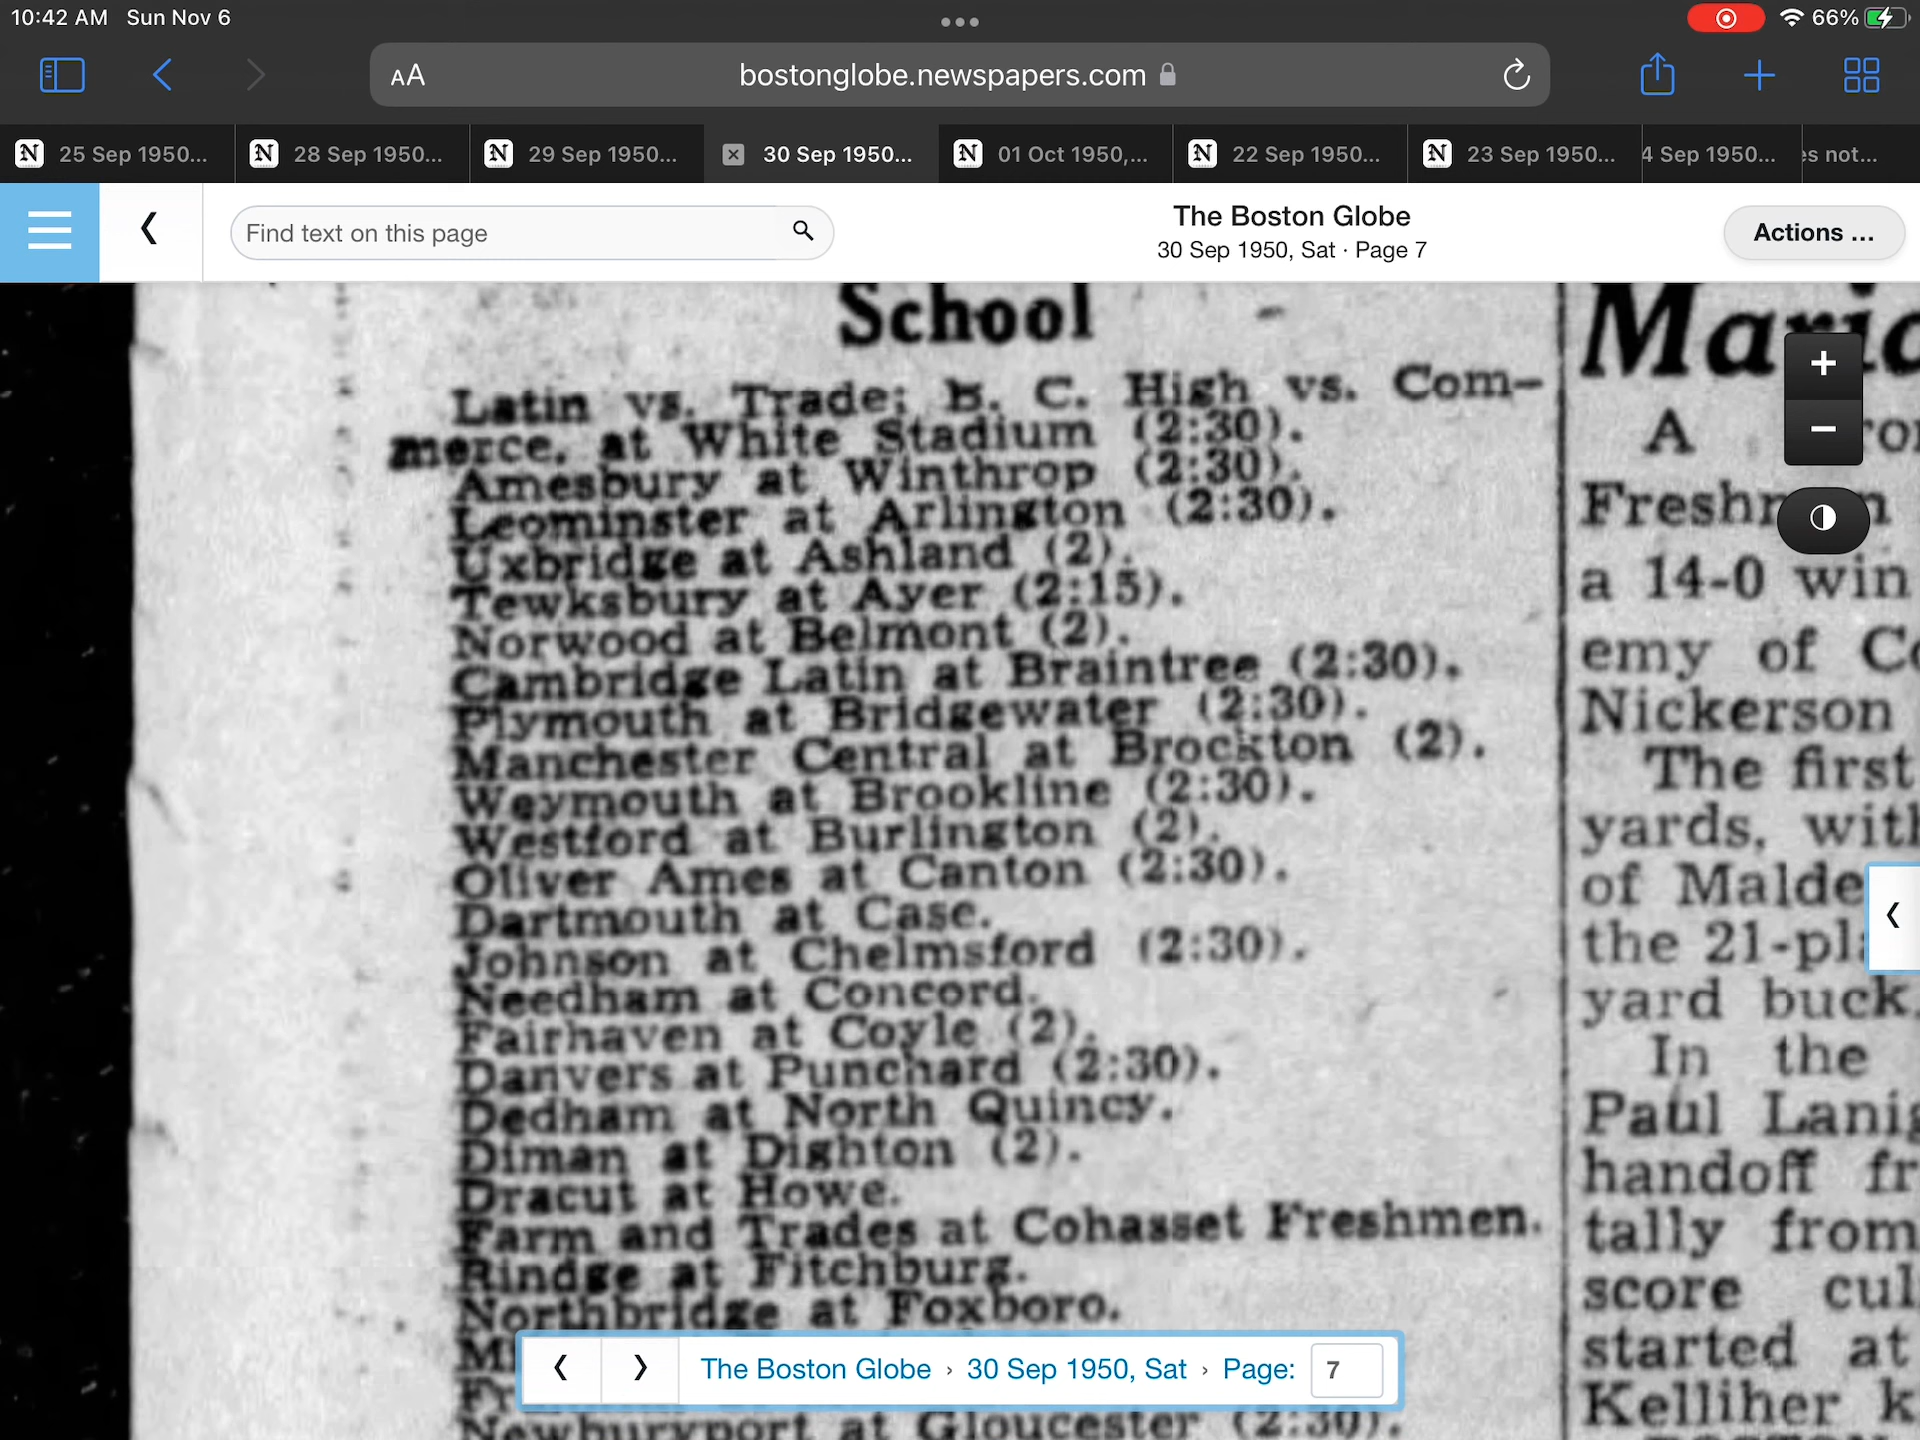 10:42 AM Sun Nov 6
66%
AA
bostonglobe.newspapers.com
25 Sep 1950...
28 Sep 1950...
29 Sep 1950...
30 Sep 1950...
01 Oct 1950,...
22 Sep 1950...
23 Sep 1950...
4 Sep 1950...
es not...
Find text on this page
The Boston Globe
30 Sep 1950, Sat · Page 7
Actions ...
School
Latin vs. Trade; B. C. High vs. Com-
merce, at White Stadium (2:30).
Amesbury at Winthrop (2:30).
Leominster at Arlington (2:30).
Uxbridge at Ashland (2).
Tewksbury at Ayer (2:15).
Norwood at Belmont (2).
Cambridge Latin at Braintree (2:30).
Plymouth at Bridgewater (2:30).
Manchester Central at Brockton (2).
Weymouth at Brookline (2:30).
Westford at Burlington (2).
Oliver Ames at Canton (2:30).
Dartmouth at Case.
Johnson at Chelmsford (2:30).
Needham at Concord.
Fairhaven at Coyle (2).
Danvers at Punchard (2:30).
Dedham at North Quincy.
Diman at Dighton (2).
Dracut at Howe.
Farm and Trades at Cohasset Freshmen.
Rindge at Fitchburg.
Northbridge at Foxboro.
Newburyport at Gloucester (2:30).
A
a 14-0 win
emy of Co
Nickerson
The first
yards, with
of Malde
the 21-pl
yard buck.
In the
Paul Lanig
handoff fr
tally from
score cul
started at
Kelliher k
The Boston Globe › 30 Sep 1950, Sat › Page: 7